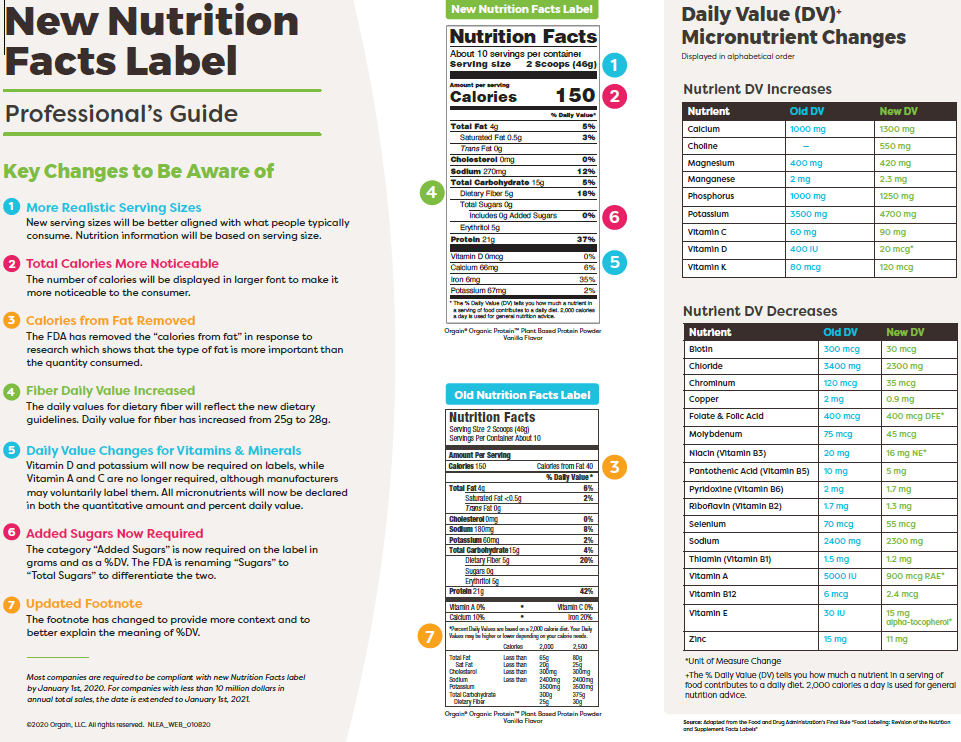 New Nutrition
Facts Label
Professional's Guide
Key Changes to Be Aware of
1 More Realistic Serving Sizes
New serving sizes will be better aligned with what people typically
consume. Nutrition information will be based on serving size.
2 Total Calories More Noticeable
The number of calories will be displayed in larger font to make it
more noticeable to the consumer.
3 Calories from Fat Removed
The FDA has removed the "calories from fat" in response to
research which shows that the type of fat is more important than
the quantity consumed.
4 Fiber Daily Value Increased
The daily values for dietary fiber will reflect the new dietary
guidelines. Daily value for fiber has increased from 25g to 28g.
5 Daily Value Changes for Vitamins & Minerals
Vitamin D and potassium will now be required on labels, while
Vitamin A and C are no longer required, although manufacturers
may voluntarily label them. All micronutrients will now be declared
in both the quantitative amount and percent daily value.
6 Added Sugars Now Required
The category "Added Sugars" is now required on the label in
grams and as a %DV. The FDA is renaming "Sugars" to
"Total Sugars" to differentiate the two.
7 Updated Footnote
The footnote has changed to provide more context and to
better explain the meaning of %DV.
Most companies are required to be compliant with new Nutrition Facts label
by January 1st, 2020. For companies with less than 10 million dollars in
annual total sales, the date is extended to January 1st, 2021.
©2020 Orgain, LLC. All rights reserved. NLEA_WEB_010820
New Nutrition Facts Label
Nutrition Facts
About 10 servings per container
Serving size 2 Scoops (46g)
1
Amount per serving
Calories 150
2
% Daily Value*
Total Fat 4g 5%
Saturated Fat 0.5g 3%
Trans Fat 0g
Cholesterol 0mg 0%
Sodium 270mg 12%
Total Carbohydrate 15g 5%
4
Dietary Fiber 5g 18%
Total Sugars 0g
Includes 0g Added Sugars 0%
6
Erythritol 5g
Protein 21g 37%
Vitamin D 0mcg 0%
5
Calcium 66mg 6%
Iron 6mg 35%
Potassium 67mg 2%
* The % Daily Value (DV) tells you how much a nutrient in
a serving of food contributes to a daily diet. 2,000 calories
a day is used for general nutrition advice.
Orgain® Organic Protein™ Plant Based Protein Powder
Vanilla Flavor
Old Nutrition Facts Label
Nutrition Facts
Serving Size 2 Scoops (46g)
Servings Per Container About 10
Amount Per Serving
Calories 150 Calories from Fat 40
3
% Daily Value *
Total Fat 4g 6%
Saturated Fat <0.5g 2%
Trans Fat 0g
Cholesterol 0mg 0%
Sodium 180mg 8%
Potassium 60mg 2%
Total Carbohydrate 15g 4%
Dietary Fiber 5g 20%
Sugars 0g
Erythritol 5g
Protein 21g 42%
Vitamin A 0% • Vitamin C 0%
Calcium 10% • Iron 20%
7
*Percent Daily Values are based on a 2,000 calorie diet. Your Daily
Values may be higher or lower depending on your calorie needs.
Calories 2,000 2,500
Total Fat Less than 65g 80g
Sat Fat Less than 20g 25g
Cholesterol Less than 300mg 300mg
Sodium Less than 2400mg 2400mg
Potassium 3500mg 3500mg
Total Carbohydrate 300g 375g
Dietary Fiber 25g 30g
Orgain® Organic Protein™ Plant Based Protein Powder
Vanilla Flavor
Daily Value (DV)+
Micronutrient Changes
Displayed in alphabetical order
Nutrient DV Increases
Nutrient Old DV New DV
Calcium 1000 mg 1300 mg
Choline – 550 mg
Magnesium 400 mg 420 mg
Manganese 2 mg 2.3 mg
Phosphorus 1000 mg 1250 mg
Potassium 3500 mg 4700 mg
Vitamin C 60 mg 90 mg
Vitamin D 400 IU 20 mcg*
Vitamin K 80 mcg 120 mcg
Nutrient DV Decreases
Nutrient Old DV New DV
Biotin 300 mcg 30 mcg
Chloride 3400 mg 2300 mg
Chrominum 120 mcg 35 mcg
Copper 2 mg 0.9 mg
Folate & Folic Acid 400 mcg 400 mcg DFE*
Molybdenum 75 mcg 45 mcg
Niacin (Vitamin B3) 20 mg 16 mg NE*
Pantothenic Acid (Vitamin B5) 10 mg 5 mg
Pyridoxine (Vitamin B6) 2 mg 1.7 mg
Riboflavin (Vitamin B2) 1.7 mg 1.3 mg
Selenium 70 mcg 55 mcg
Sodium 2400 mg 2300 mg
Thiamin (Vitamin B1) 1.5 mg 1.2 mg
Vitamin A 5000 IU 900 mcg RAE*
Vitamin B12 6 mcg 2.4 mcg
Vitamin E 30 IU 15 mg
alpha-tocopherol*
Zinc 15 mg 11 mg
*Unit of Measure Change
+The % Daily Value (DV) tells you how much a nutrient in a serving of
food contributes to a daily diet. 2,000 calories a day is used for general
nutrition advice.
Source: Adapted from the Food and Drug Administration's Final Rule "Food Labeling: Revision of the Nutrition
and Supplement Facts Labels"